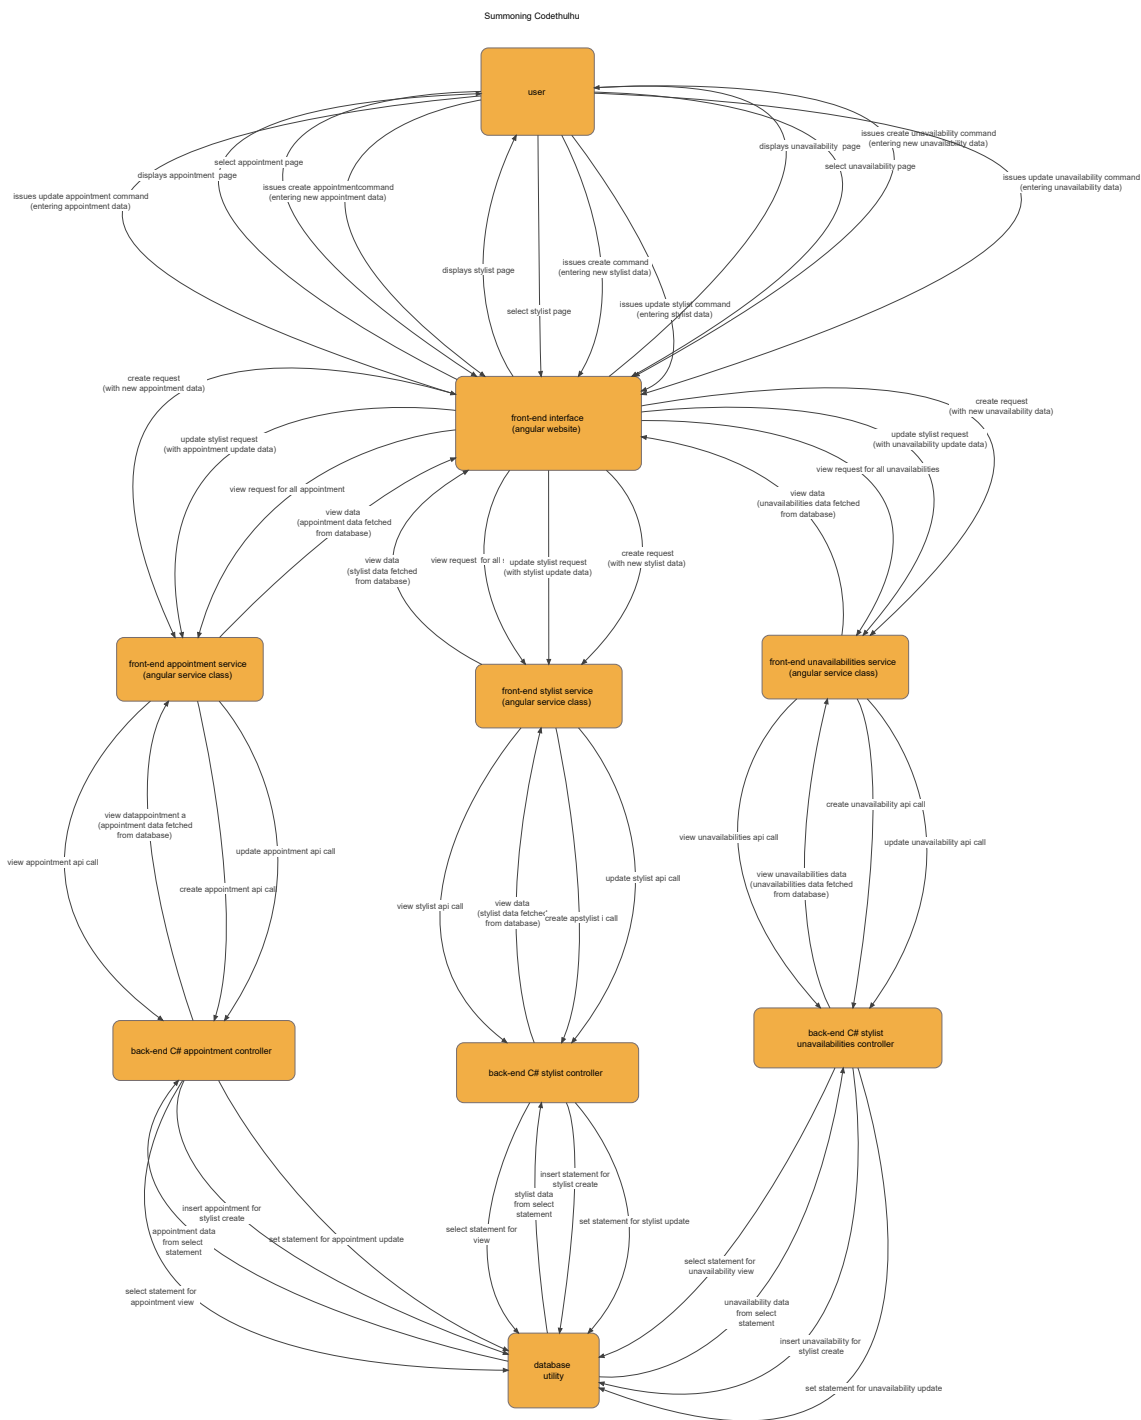 Summoning Codethulhu
user
issues create unavailability command
(entering new unavailability data)
displays unavailability page
select appointment page
select unavailability page
displays appointment page
issues update unavailability command
(entering unavailability data)
issues create appointmentcommand
(entering new appointment data)
issues update appointment command
(entering appointment data)
issues create command
(entering new stylist data)
displays stylist page
issues update stylist command
(entering stylist data)
select stylist page
create request
(with new appointment data)
front-end interface
(angular website)
create request
(with new unavailability data)
update stylist request
(with appointment update data)
update stylist request
(with unavailability update data)
view request for all unavailabilities
view request for all appointment
view data
(unavailabilities data fetched
from database)
view data
(appointment data fetched
from database)
view data
(stylist data fetched
from database)
view request for all
update stylist request
(with stylist update data)
create request
(with new stylist data)
front-end appointment service
(angular service class)
front-end stylist service
(angular service class)
front-end unavailabilities service
(angular service class)
create unavailability api call
view datappointment a
(appointment data fetched
from database)
view unavailabilities api call
update unavailability api call
update appointment api call
view appointment api call
create appointment api call
view unavailabilities data
(unavailabilities data fetched
from database)
update stylist api call
view stylist api call
view data
(stylist data fetched
from database)
create apstylist i call
back-end C# appointment controller
back-end C# stylist controller
back-end C# stylist
unavailabilities controller
insert statement for
stylist create
stylist data
from select
statement
insert appointment for
stylist create
set statement for stylist update
select statement for
view
appointment data
from select
statement
set statement for appointment update
select statement for
unavailability view
select statement for
appointment view
unavailability data
from select
statement
insert unavailability for
stylist create
database
utility
set statement for unavailability update